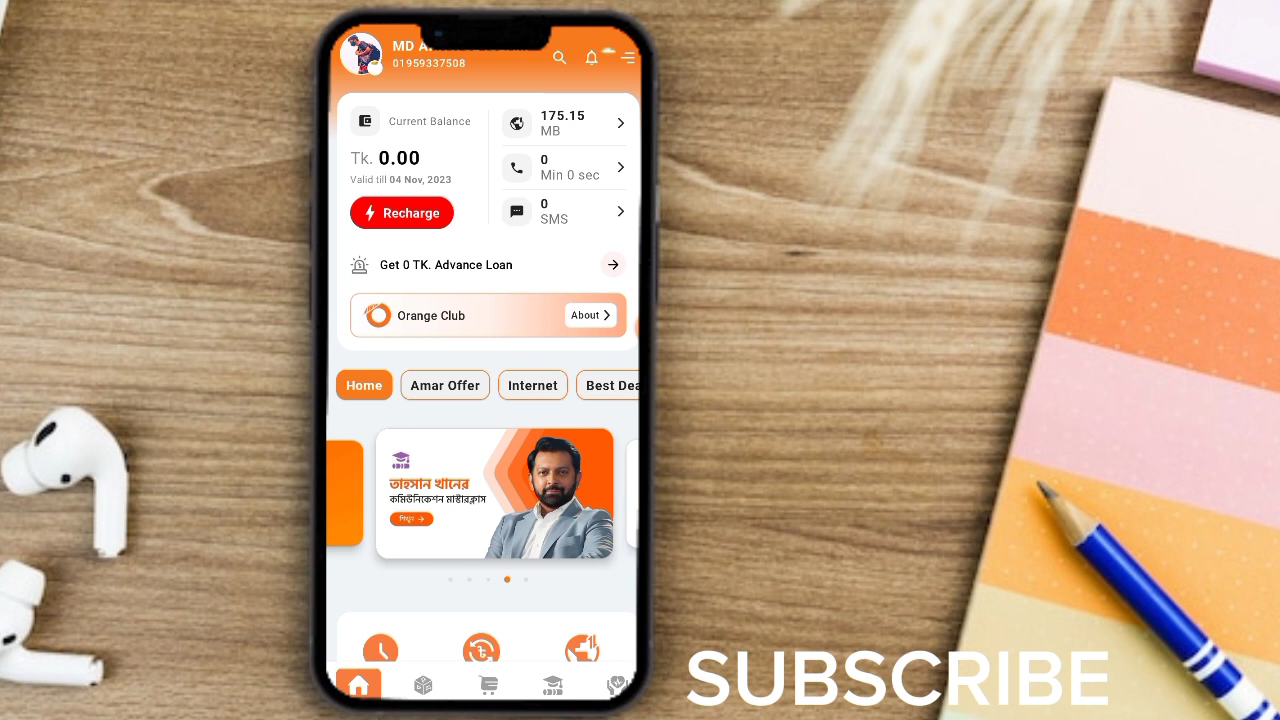 MD A
01959337508
Current Balance
Tk. 0.00
Valid till 04 Nov, 2023
Recharge
175.15
MB
0
Min 0 sec
0
SMS
Get 0 TK. Advance Loan
Orange Club
About
Home
Amar Offer
Internet
Best Dea
তাহসান খানের
কমিউনিকেশন মাস্টারক্লাস
শিখুন
SUBSCRIBE